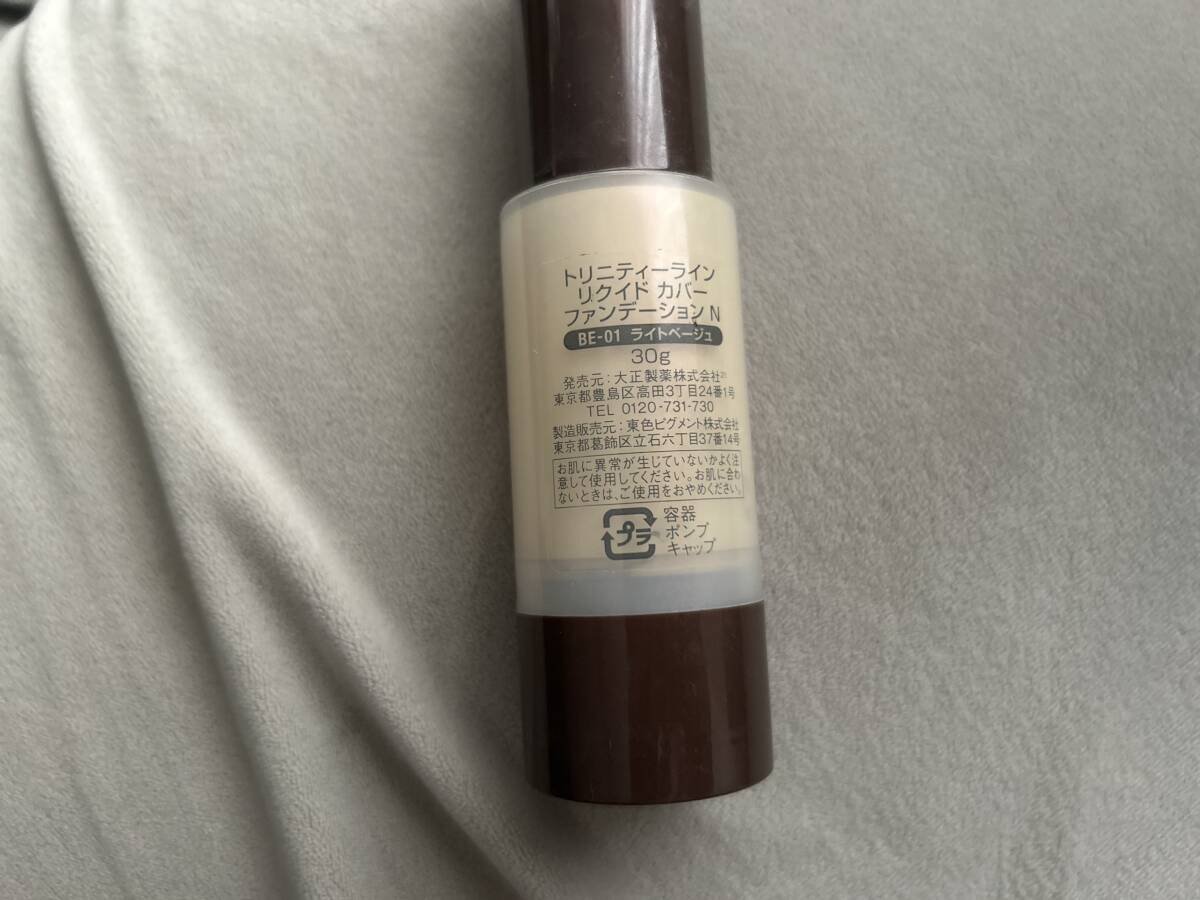 トリニティーライン
リクイド カバー
ファンデーション N
BE-01 ライトベージュ
30g
発売元：大正製薬株式会社21
東京都豊島区高田3丁目24番1号
TEL 0120-731-730
製造販売元：東色ピグメント株式会社
東京都葛飾区立石六丁目37番14号
お肌に異常が生じていないかよく注
意して使用してください。お肌に合わ
ないときは、ご使用をおやめください。
プラ
容器
ポンプ
キャップ